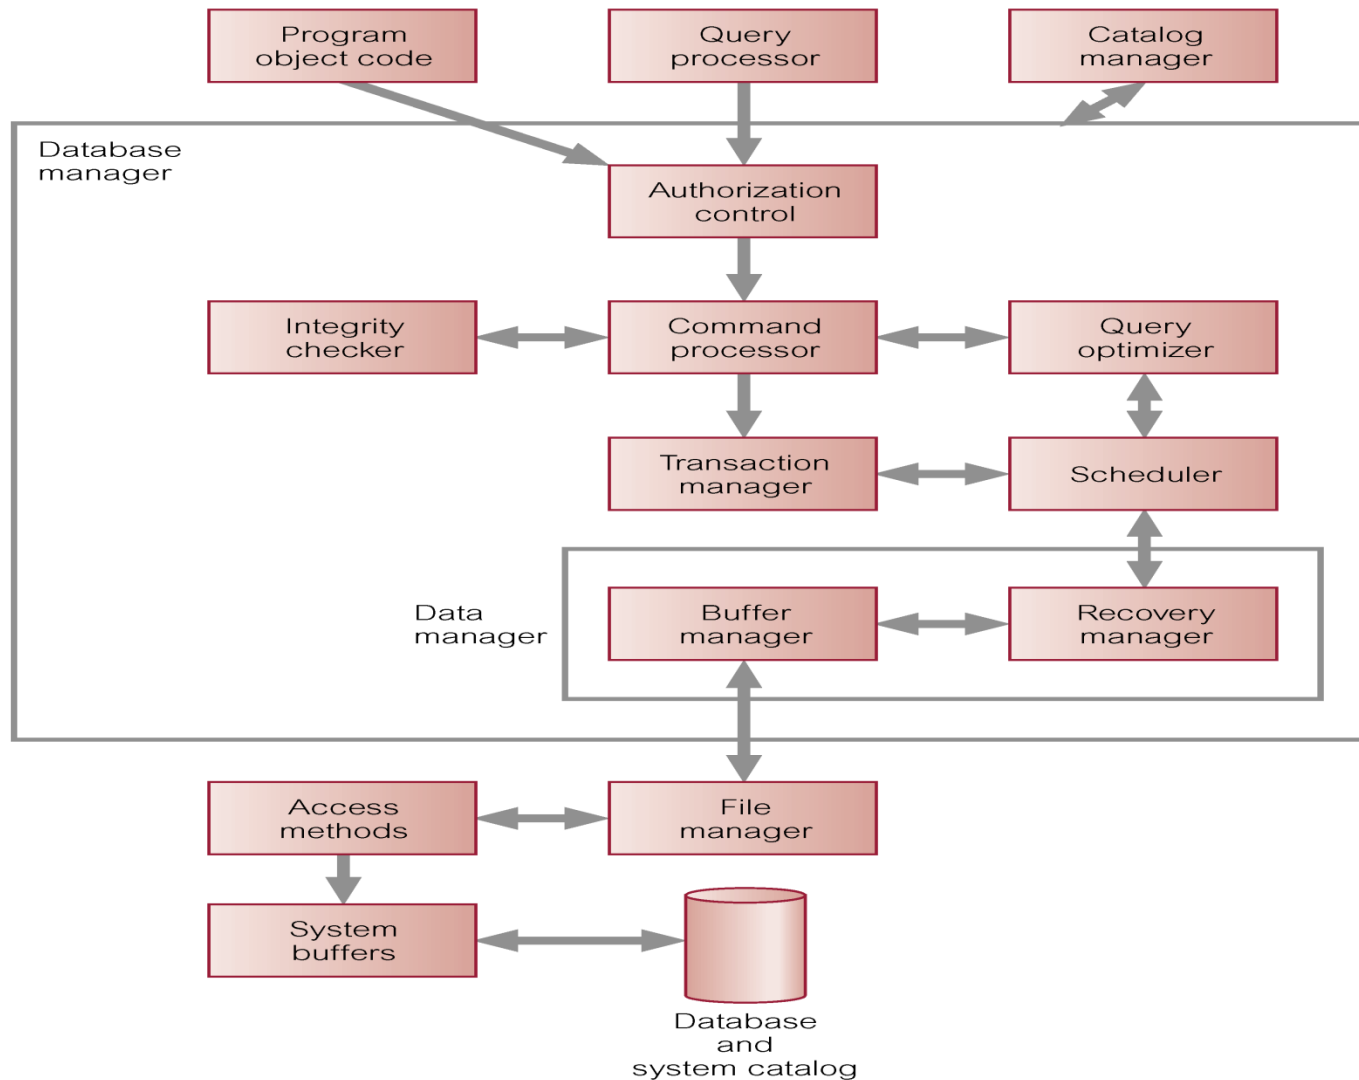 Program
object code
Query
processor
Catalog
manager
Database
manager
Authorization
control
Integrity
checker
Command
processor
Query
optimizer
Transaction
manager
Scheduler
Data
manager
Buffer
manager
Recovery
manager
Access
methods
File
manager
System
buffers
Database
and
system catalog